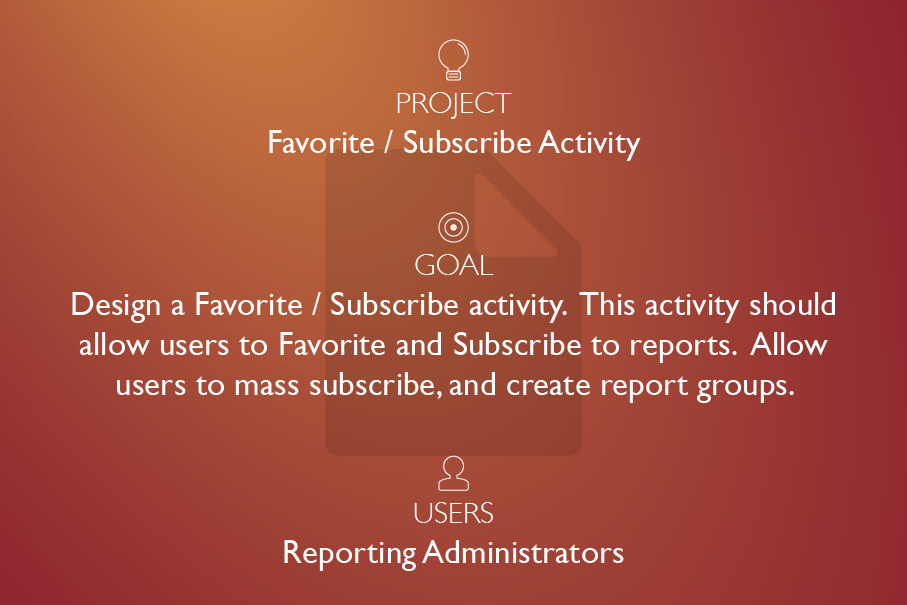 PROJECT
Favorite / Subscribe Activity
GOAL
Design a Favorite / Subscribe activity.  This activity should
allow users to Favorite and Subscribe to reports.  Allow
users to mass subscribe, and create report groups.
USERS
Reporting Administrators